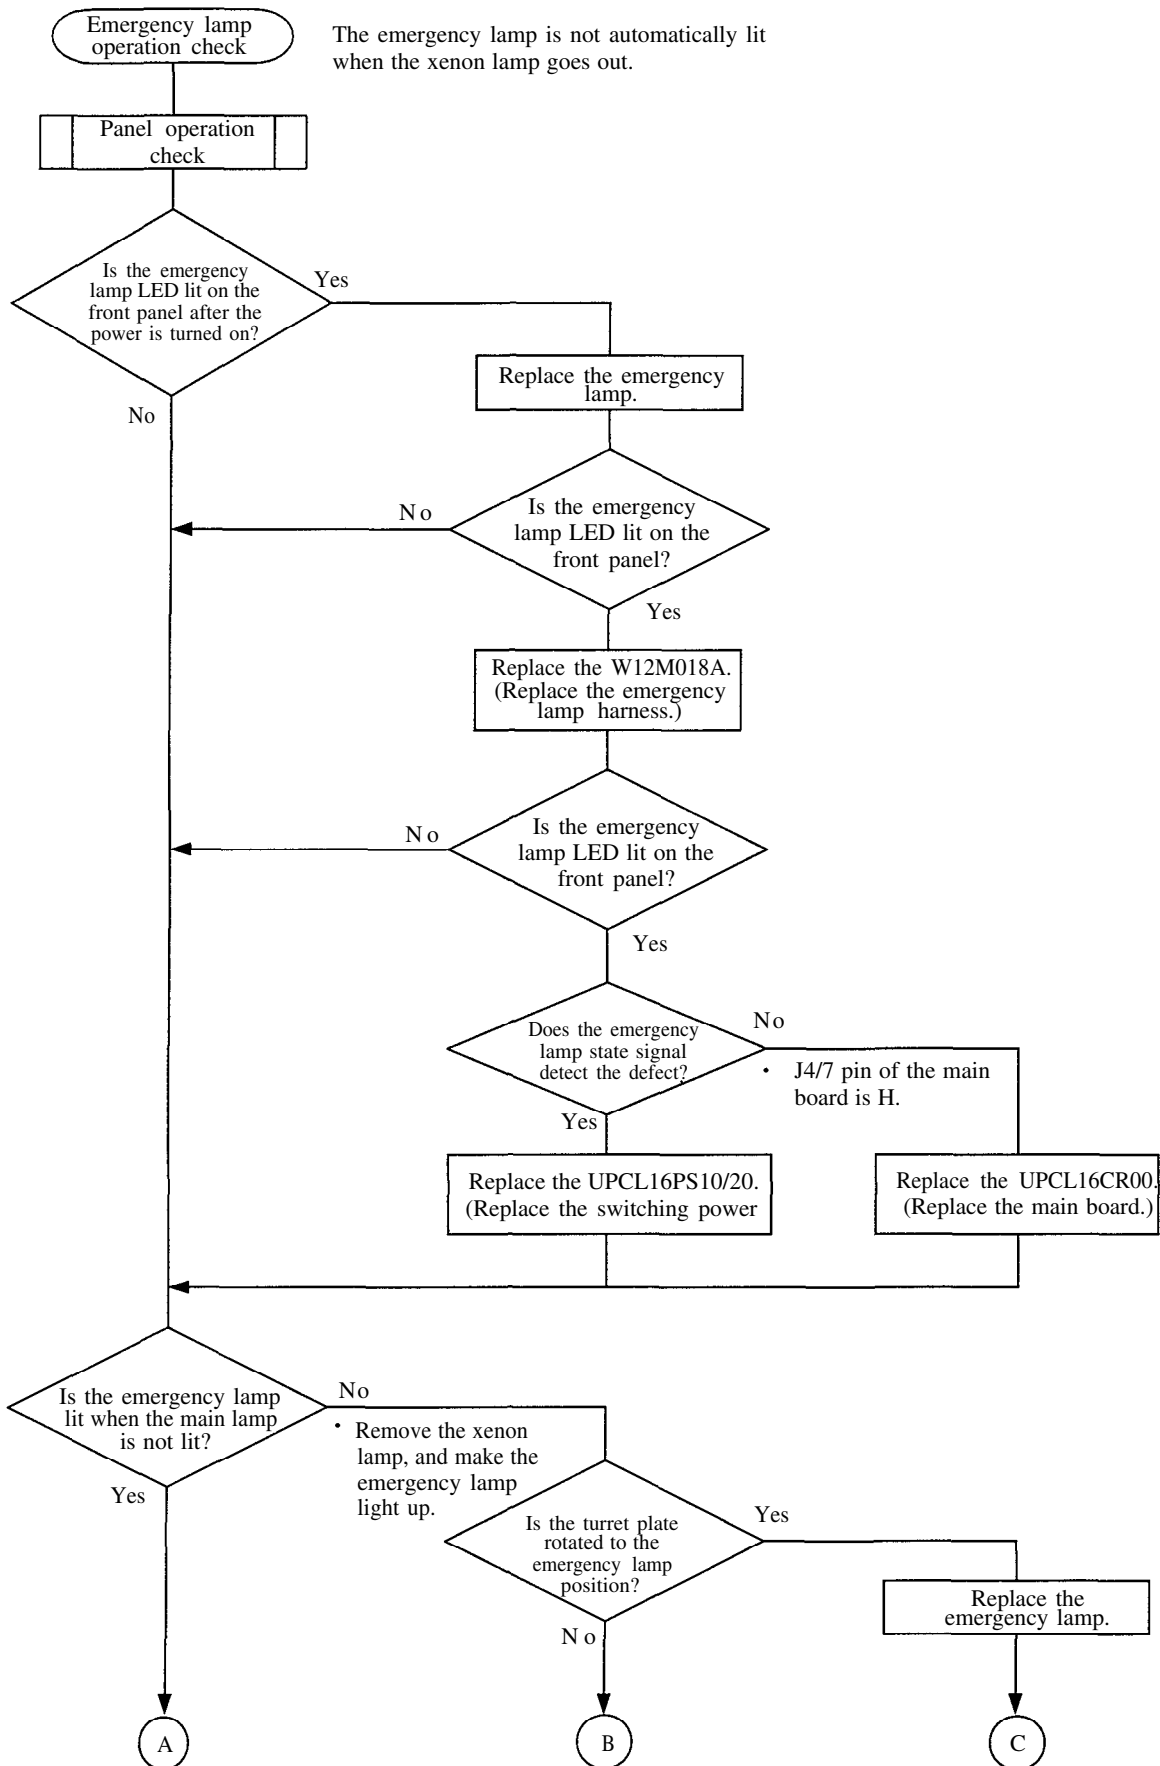 Emergency lamp
operation check
The emergency lamp is not automatically lit
when the xenon lamp goes out.
Panel operation
check
Is the emergency
lamp LED lit on the
front panel after the
power is turned on?
Yes
No
Replace the emergency
lamp.
Is the emergency
lamp LED lit on the
front panel?
No
Yes
Replace the W12M018A.
(Replace the emergency
lamp harness.)
Is the emergency
lamp LED lit on the
front panel?
No
Yes
Does the emergency
lamp state signal
detect the defect?
No
• J4/7 pin of the main
board is H.
Yes
Replace the UPCL16PS10/20.
(Replace the switching power
Replace the UPCL16CR00.
(Replace the main board.)
Is the emergency lamp
lit when the main lamp
is not lit?
No
• Remove the xenon
lamp, and make the
emergency lamp
light up.
Yes
Is the turret plate
rotated to the
emergency lamp
position?
Yes
No
Replace the
emergency lamp.
A
B
C